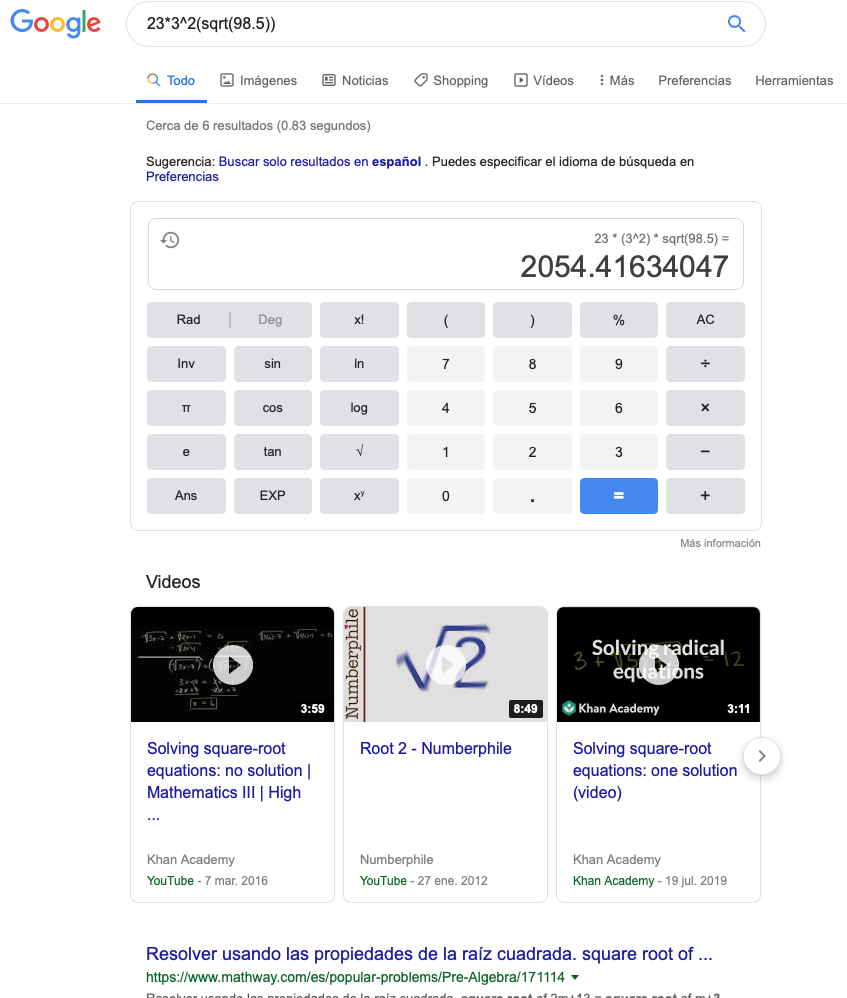 Google
23*3^2(sqrt(98.5))
Todo Imágenes Noticias Shopping Vídeos Más Preferencias Herramientas
Cerca de 6 resultados (0.83 segundos)
Sugerencia: Buscar solo resultados en español . Puedes especificar el idioma de búsqueda en
Preferencias
23 * (3^2) * sqrt(98.5) =
2054.41634047
Rad | Deg x! ( ) % AC
Inv sin ln 7 8 9 ÷
π cos log 4 5 6 ×
e tan √ 1 2 3 −
Ans EXP xʸ 0 . = +
Más información
Videos
3:59
Numberphile
√2
8:49
Solving radical
equations
Khan Academy
3:11
Solving square-root
equations: no solution |
Mathematics III | High
...
Khan Academy
YouTube - 7 mar. 2016
Root 2 - Numberphile
Numberphile
YouTube - 27 ene. 2012
Solving square-root
equations: one solution
(video)
Khan Academy
Khan Academy - 19 jul. 2019
Resolver usando las propiedades de la raíz cuadrada. square root of ...
https://www.mathway.com/es/popular-problems/Pre-Algebra/171114